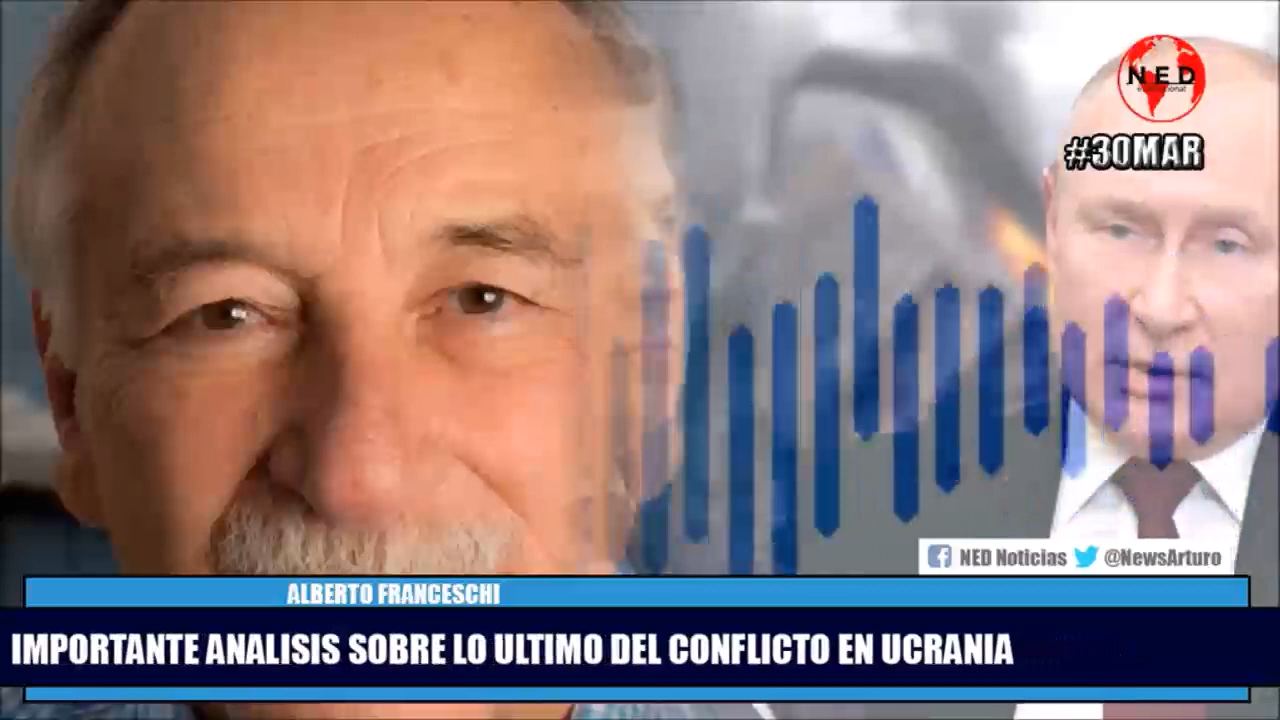 NED
#30MAR
NED Noticias @NewsArturo
ALBERTO FRANCESCHI
IMPORTANTE ANALISIS SOBRE LO ULTIMO DEL CONFLICTO EN UCRANIA